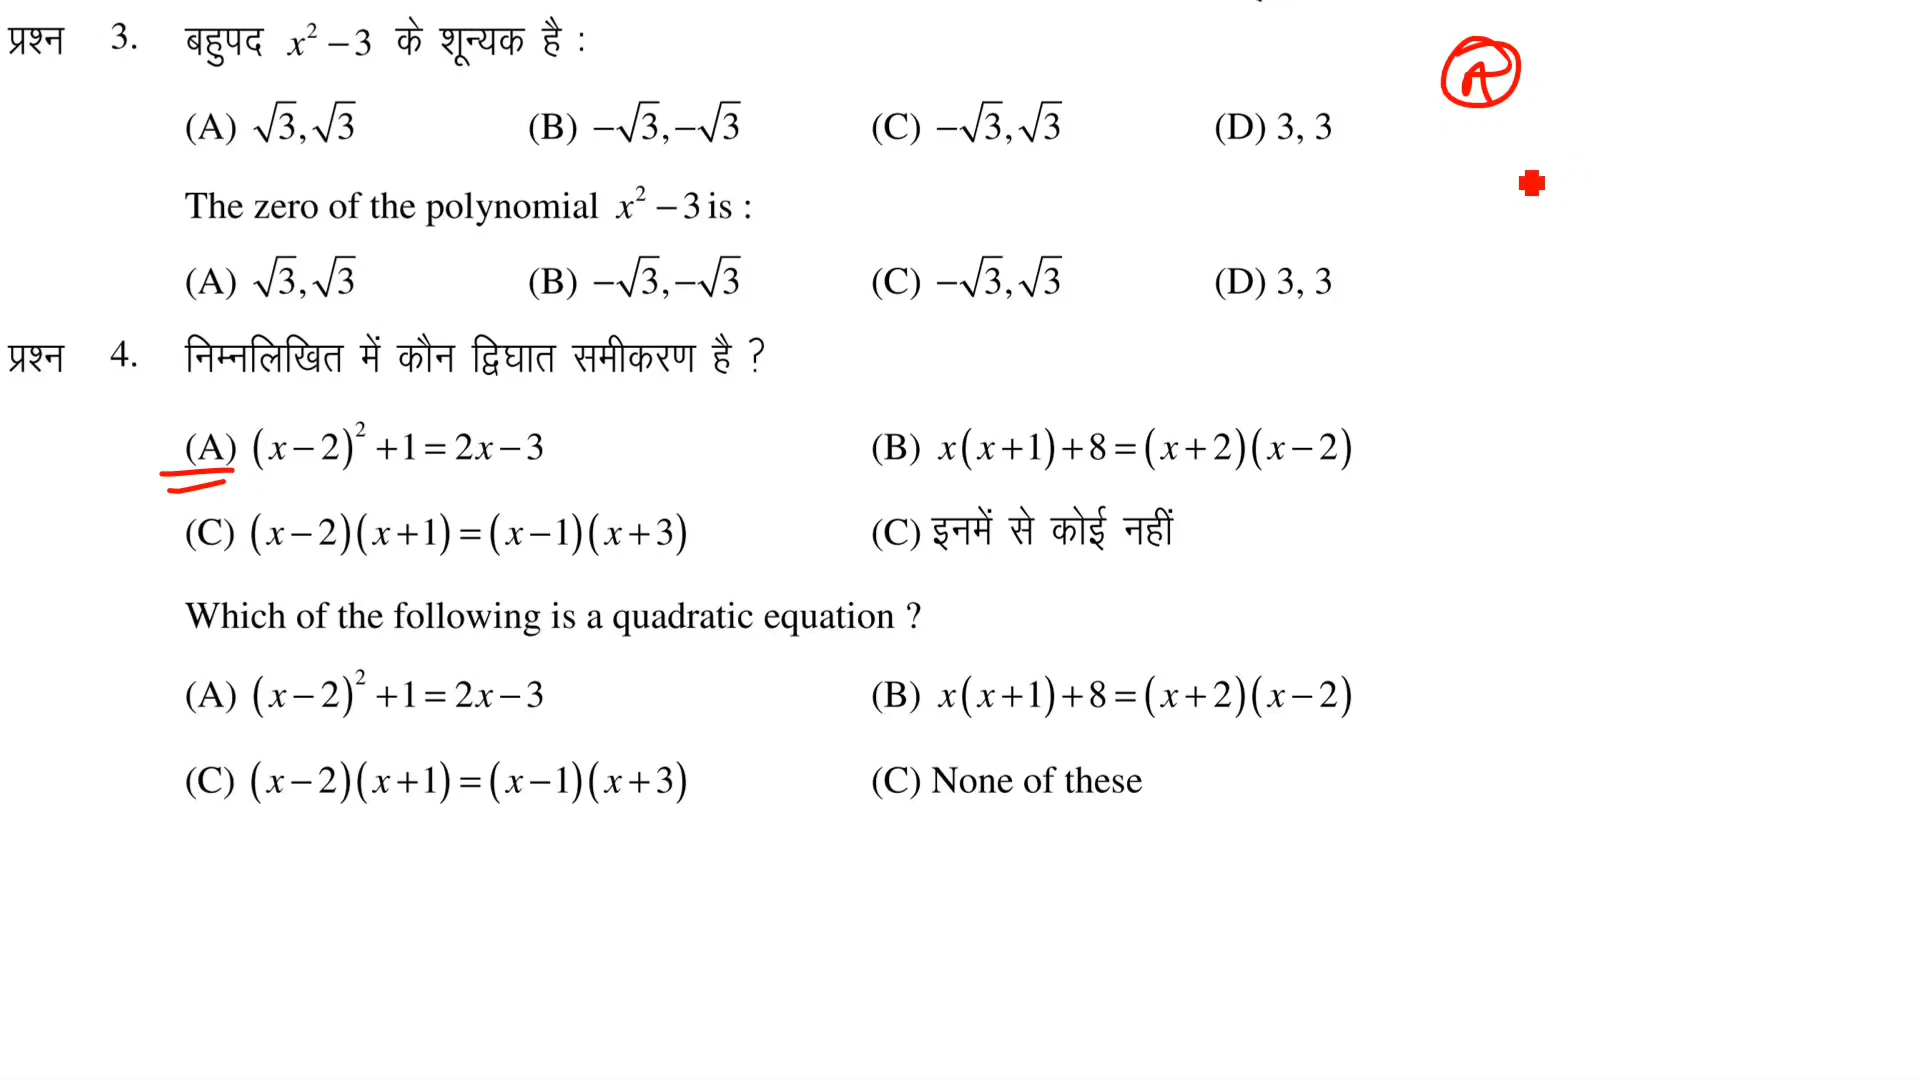 प्रश्न 3. बहुपद x² − 3 के शून्यक है :
A
(A) √3, √3 (B) −√3, −√3 (C) −√3, √3 (D) 3, 3
The zero of the polynomial x² − 3 is :
(A) √3, √3 (B) −√3, −√3 (C) −√3, √3 (D) 3, 3
प्रश्न 4. निम्नलिखित में कौन द्विघात समीकरण है ?
(A) (x−2)² +1 = 2x−3 (B) x(x+1)+8 = (x+2)(x−2)
(C) (x−2)(x+1) = (x−1)(x+3) (C) इनमें से कोई नहीं
Which of the following is a quadratic equation ?
(A) (x−2)² +1 = 2x−3 (B) x(x+1)+8 = (x+2)(x−2)
(C) (x−2)(x+1) = (x−1)(x+3) (C) None of these